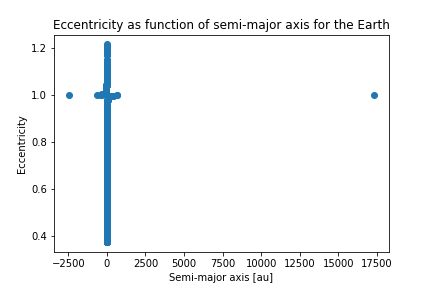 Eccentricity as function of semi-major axis for the Earth
1.2
1.0
0.8
0.6
0.4
Eccentricity
−2500 0 2500 5000 7500 10000 12500 15000 17500
Semi-major axis [au]